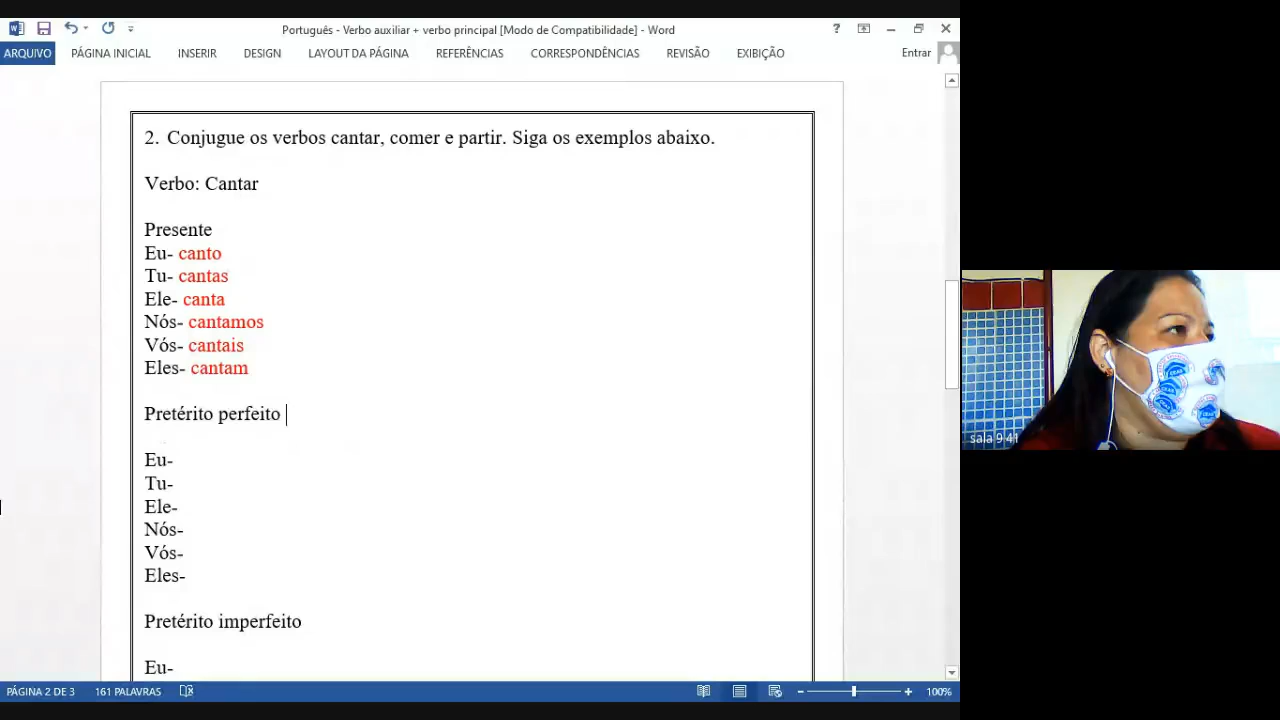 Português - Verbo auxiliar + verbo principal [Modo de Compatibilidade] - Word
?
ARQUIVO PÁGINA INICIAL INSERIR DESIGN LAYOUT DA PÁGINA REFERÊNCIAS CORRESPONDÊNCIAS REVISÃO EXIBIÇÃO Entrar
2. Conjugue os verbos cantar, comer e partir. Siga os exemplos abaixo.
Verbo: Cantar
Presente
Eu- canto
Tu- cantas
Ele- canta
Nós- cantamos
Vós- cantais
Eles- cantam
Pretérito perfeito
Eu-
Tu-
Ele-
Nós-
Vós-
Eles-
Pretérito imperfeito
Eu-
PÁGINA 2 DE 3 161 PALAVRAS 100%
sala 9 41